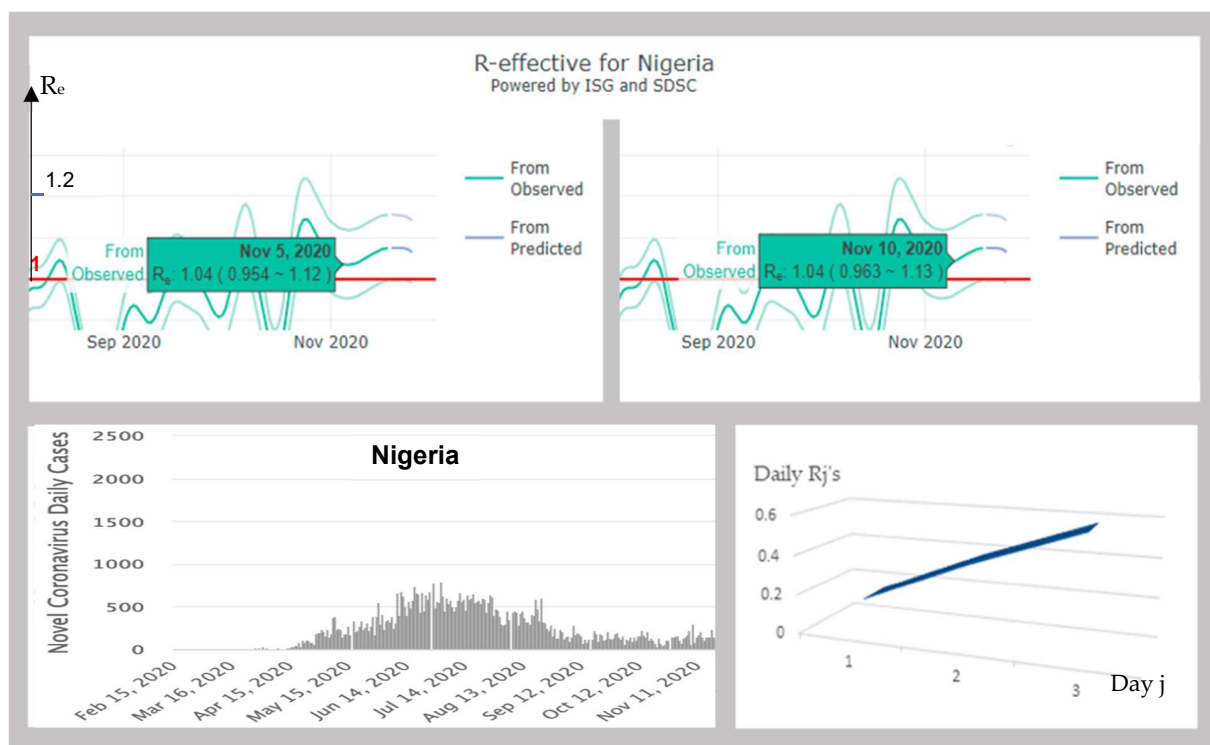 R-effective for Nigeria
Powered by ISG and SDSC
Re
1.2
1
From
Observed
From
Predicted
From
Observed
Nov 5, 2020
Re: 1.04 ( 0.954 ~ 1.12 )
Sep 2020
Nov 2020
From
Observed
From
Predicted
From
Observed
Nov 10, 2020
Re: 1.04 ( 0.963 ~ 1.13 )
Sep 2020
Nov 2020
Novel Coronavirus Daily Cases
Nigeria
2500
2000
1500
1000
500
0
Feb 15, 2020
Mar 16, 2020
Apr 15, 2020
May 15, 2020
Jun 14, 2020
Jul 14, 2020
Aug 13, 2020
Sep 12, 2020
Oct 12, 2020
Nov 11, 2020
Daily Rj's
0.6
0.4
0.2
0
1
2
3
Day j